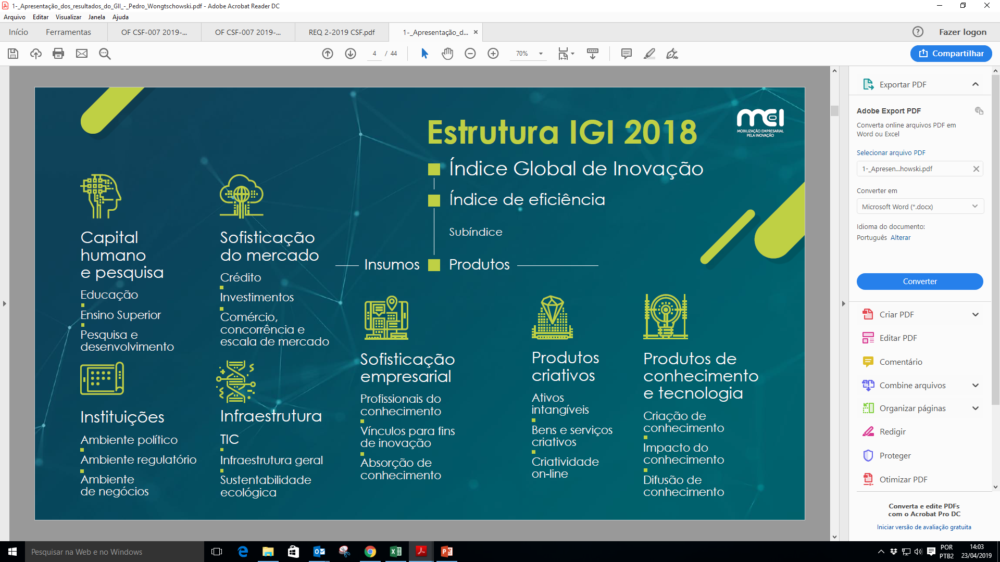 1-_Apresentação_dos_resultados_do_GII_-_Pedro_Wongtschowski.pdf - Adobe Acrobat Reader DC
Arquivo Editar Visualizar Janela Ajuda
Início Ferramentas OF CSF-007 2019-... OF CSF-007 2019-... REQ 2-2019 CSF.pdf 1-_Apresentação_d... Fazer logon
4 / 44 70% Compartilhar
Estrutura IGI 2018
MEI
MOBILIZAÇÃO EMPRESARIAL
PELA INOVAÇÃO
Índice Global de Inovação
Índice de eficiência
Subíndice
Insumos Produtos
Capital
humano
e pesquisa
Educação
Ensino Superior
Pesquisa e
desenvolvimento
Sofisticação
do mercado
Crédito
Investimentos
Comércio,
concorrência e
escala de mercado
Instituições
Ambiente político
Ambiente regulatório
Ambiente
de negócios
Infraestrutura
TIC
Infraestrutura geral
Sustentabilidade
ecológica
Sofisticação
empresarial
Profissionais do
conhecimento
Vínculos para fins
de inovação
Absorção de
conhecimento
Produtos
criativos
Ativos
intangíveis
Bens e serviços
criativos
Criatividade
on-line
Produtos de
conhecimento
e tecnologia
Criação de
conhecimento
Impacto do
conhecimento
Difusão de
conhecimento
Exportar PDF
Adobe Export PDF
Converta online arquivos PDF em
Word ou Excel
Selecionar arquivo PDF
1-_Apresen...howski.pdf
Converter em
Microsoft Word (*.docx)
Idioma do documento:
Português Alterar
Converter
Criar PDF
Editar PDF
Comentário
Combine arquivos
Organizar páginas
Redigir
Proteger
Otimizar PDF
Converta e edite PDFs
com o Acrobat Pro DC
Iniciar versão de avaliação gratuita
Pesquisar na Web e no Windows
POR
PTB2
14:03
23/04/2019